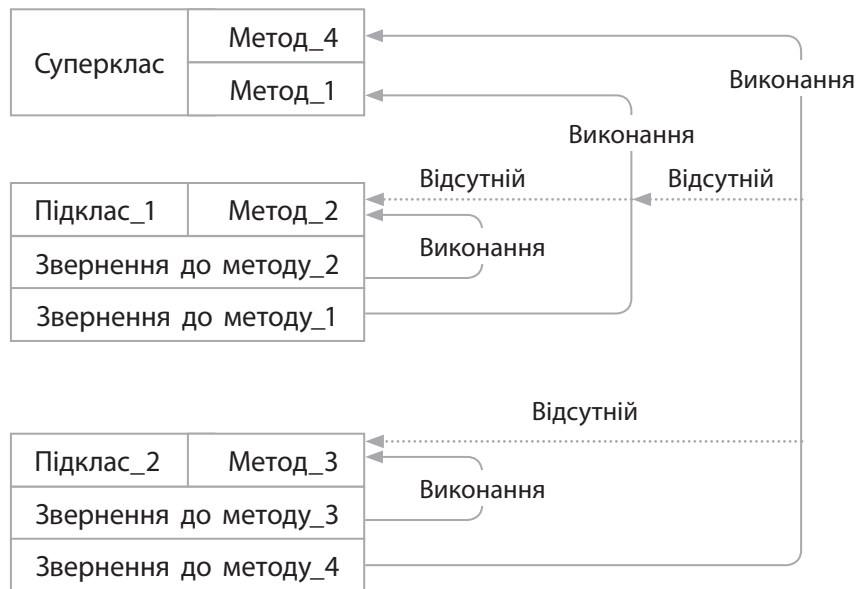 Суперклас
Метод_4
Метод_1
Виконання
Виконання
Відсутній
Відсутній
Підклас_1
Метод_2
Виконання
Звернення до методу_2
Звернення до методу_1
Відсутній
Підклас_2
Метод_3
Виконання
Звернення до методу_3
Звернення до методу_4